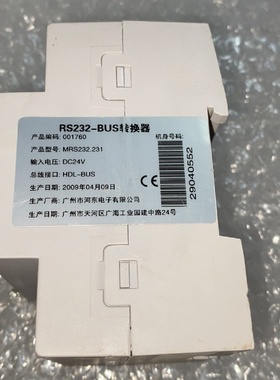 RS232-BUS转换器
产品编码: 001760
机身号码:
产品型号: MRS232.231
输入电压: DC24V
总线接口: HDL-BUS
生产日期: 2009年04月09日
生产厂商: 广州市河东电子有限公司
厂商地址: 广州市天河区广海工业园建中路24号
29040552
CE